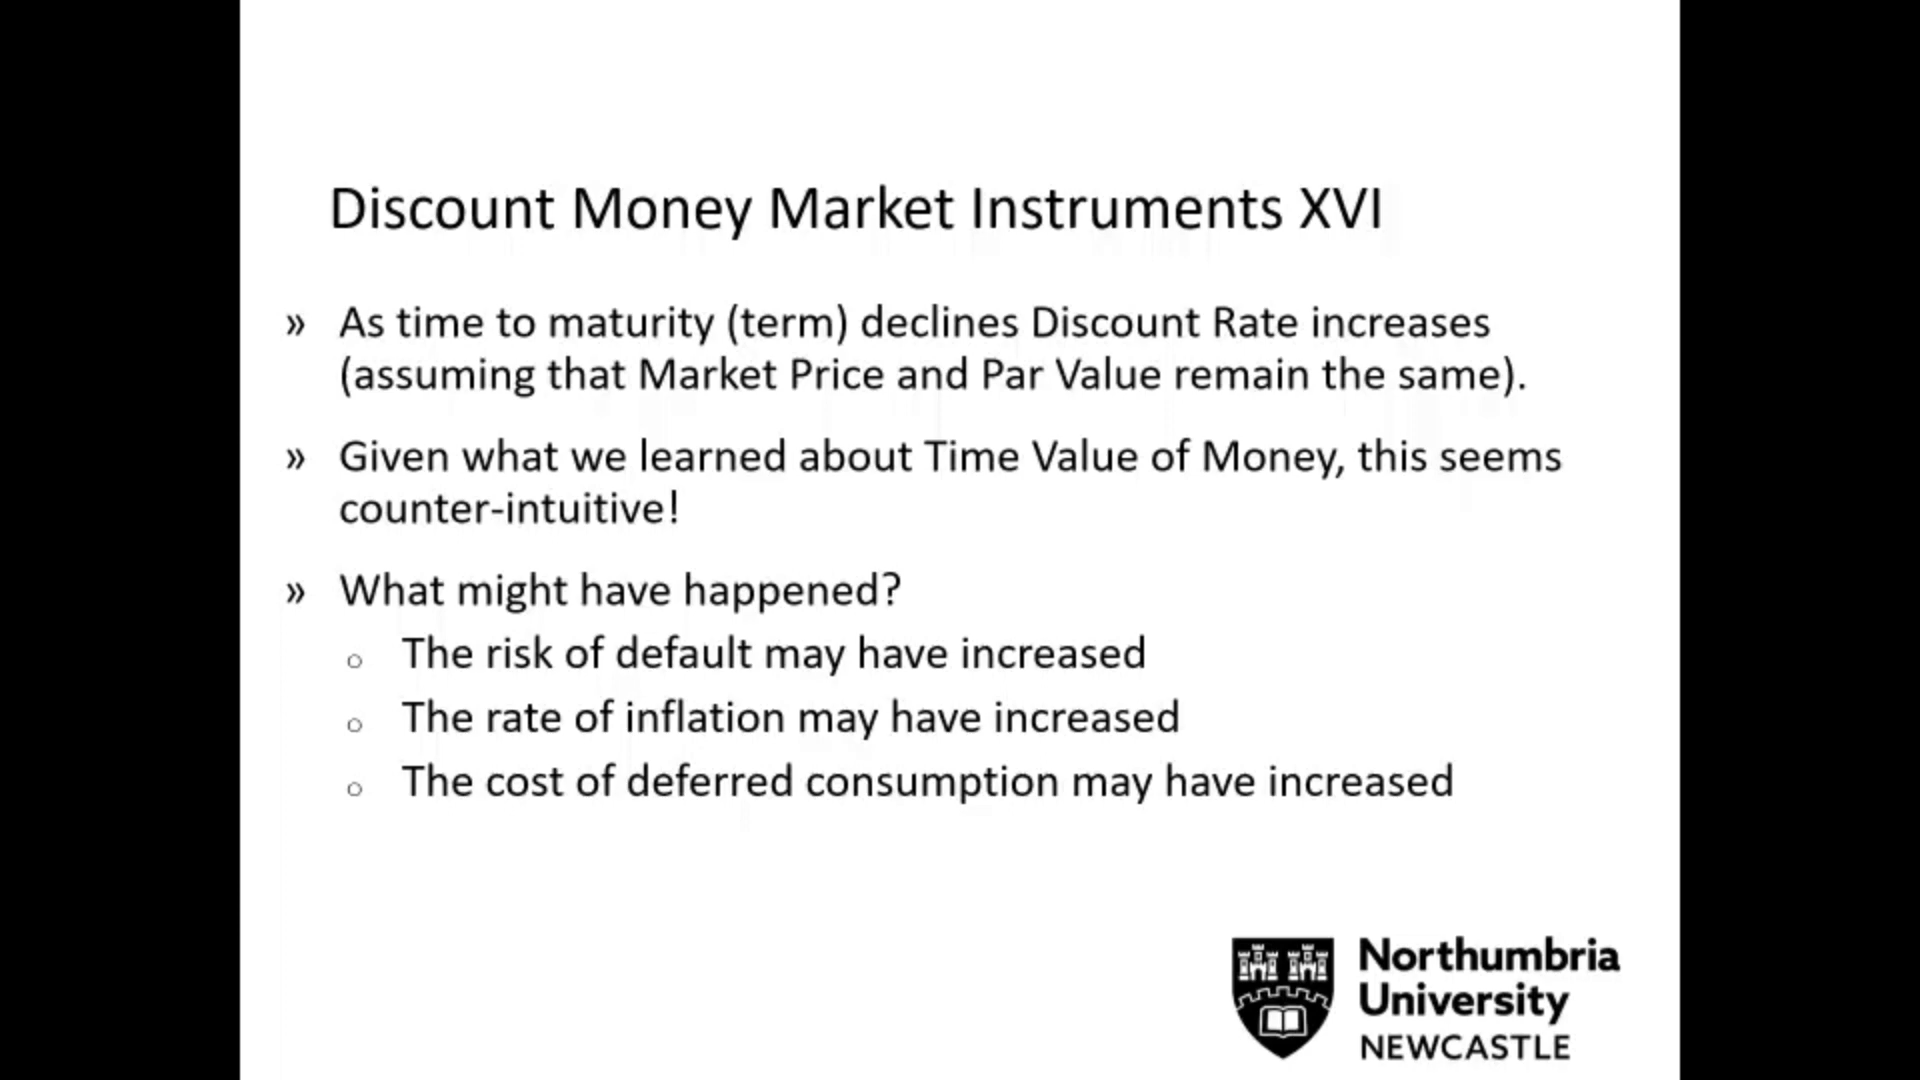 Discount Money Market Instruments XVI
» As time to maturity (term) declines Discount Rate increases
(assuming that Market Price and Par Value remain the same).
» Given what we learned about Time Value of Money, this seems
counter-intuitive!
» What might have happened?
○ The risk of default may have increased
○ The rate of inflation may have increased
○ The cost of deferred consumption may have increased
Northumbria
University
NEWCASTLE